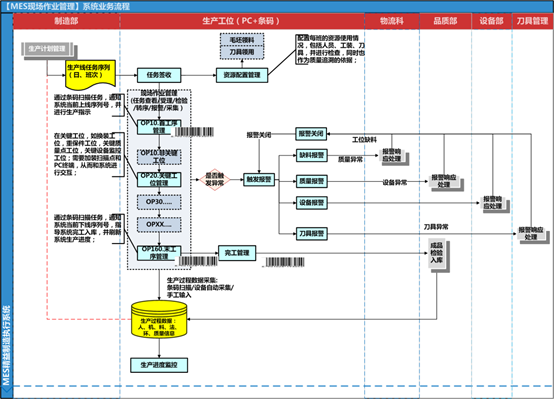 【MES现场作业管理】系统业务流程
制造部
生产工位（PC+条码）
物流科
品质部
设备部
刀具管理
生产计划管理
毛坯领料
刀具领用
配置每班的资源使用情
况，包括人员、工装、刀
具，并进行检查，同时也
作为质量追溯的依据；
生产线任务序列
（日、班次）
任务签收
资源配置管理
通过条码扫描任务，通知
系统当前上线序列号，并
进行生产指示
现场作业管理
(任务查看/受理/检验
/转序/报警/采集）
OP10.首工序
管理
OP10.非关键
工位
在关键工位，如换装工
位，重保件工位，关键质
量点工位，关键设备监控
工位；需要加装扫描点和
PC终端，从而和系统进
行交互；
OP20.关键工
位管理
OP30.....
OPXX....
通过条码扫描任务，通知
系统当前下线序列号，指
导系统完工入库，并刷新
系统生产进度；
OP160.末工
序管理
是否触
发异常
触发报警
报警关闭
报警关闭
缺料报警
质量报警
设备报警
刀具报警
工位缺料
质量异常
设备异常
刀具异常
报警响
应处理
报警响应
处理
报警响应
处理
报警响应
处理
完工管理
成品
检验
入库
生产过程数据采集:
条码扫描/设备自动采集/
手工输入
生产过程数据：
人、机、料、法、
环、质量信息
生产进度监控
MES精益制造执行系统